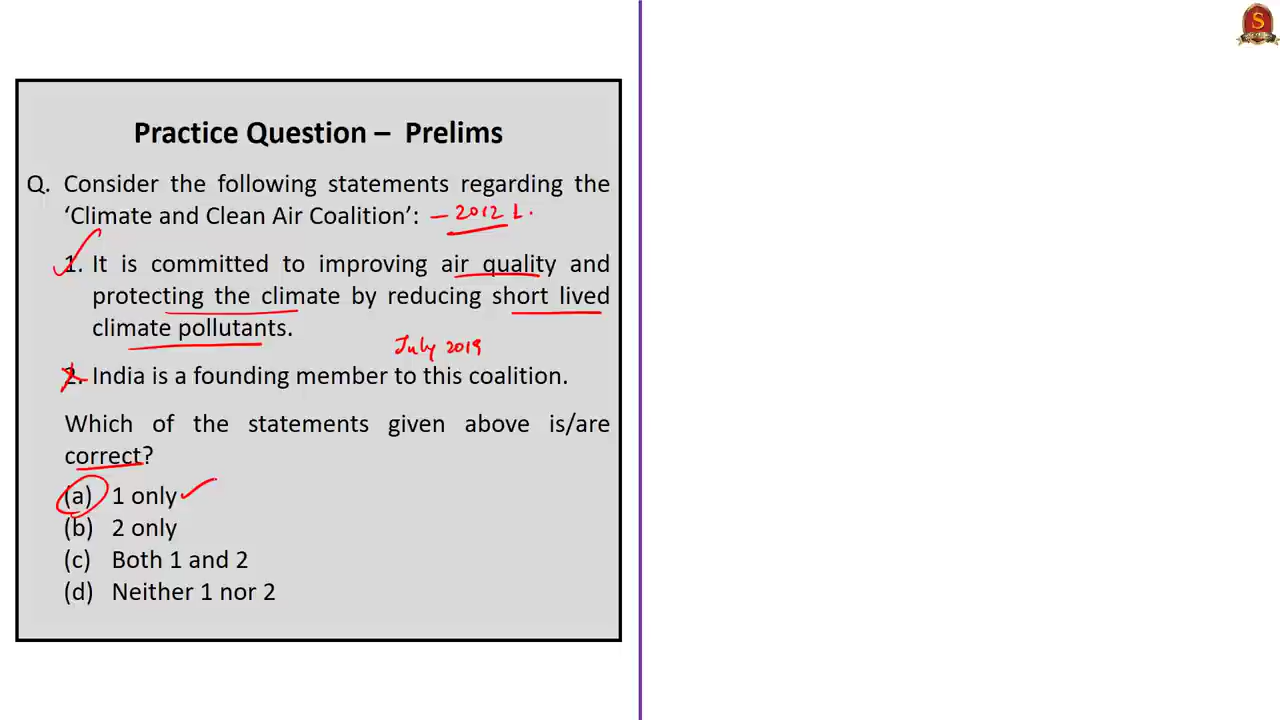 Practice Question – Prelims
Q. Consider the following statements regarding the
'Climate and Clean Air Coalition': – 2012 L.
1. It is committed to improving air quality and
protecting the climate by reducing short lived
climate pollutants.
July 2019
2. India is a founding member to this coalition.
Which of the statements given above is/are
correct?
(a) 1 only
(b) 2 only
(c) Both 1 and 2
(d) Neither 1 nor 2
S